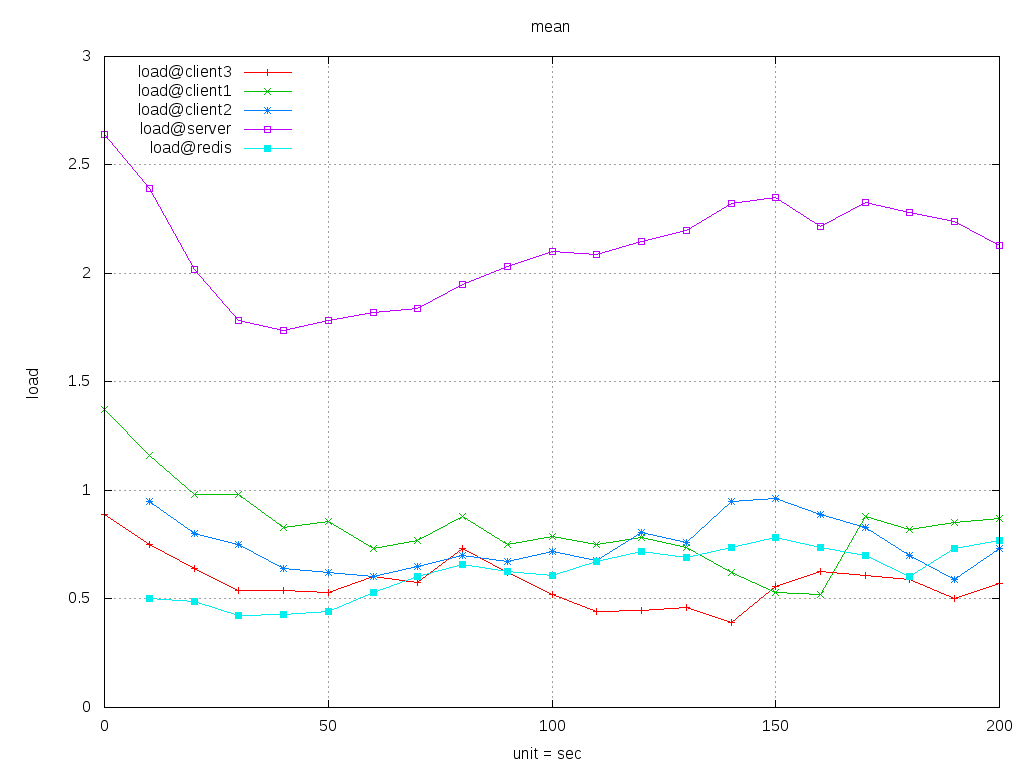 mean
3
2.5
2
1.5
1
0.5
0
load
load@client3
load@client1
load@client2
load@server
load@redis
0 50 100 150 200
unit = sec